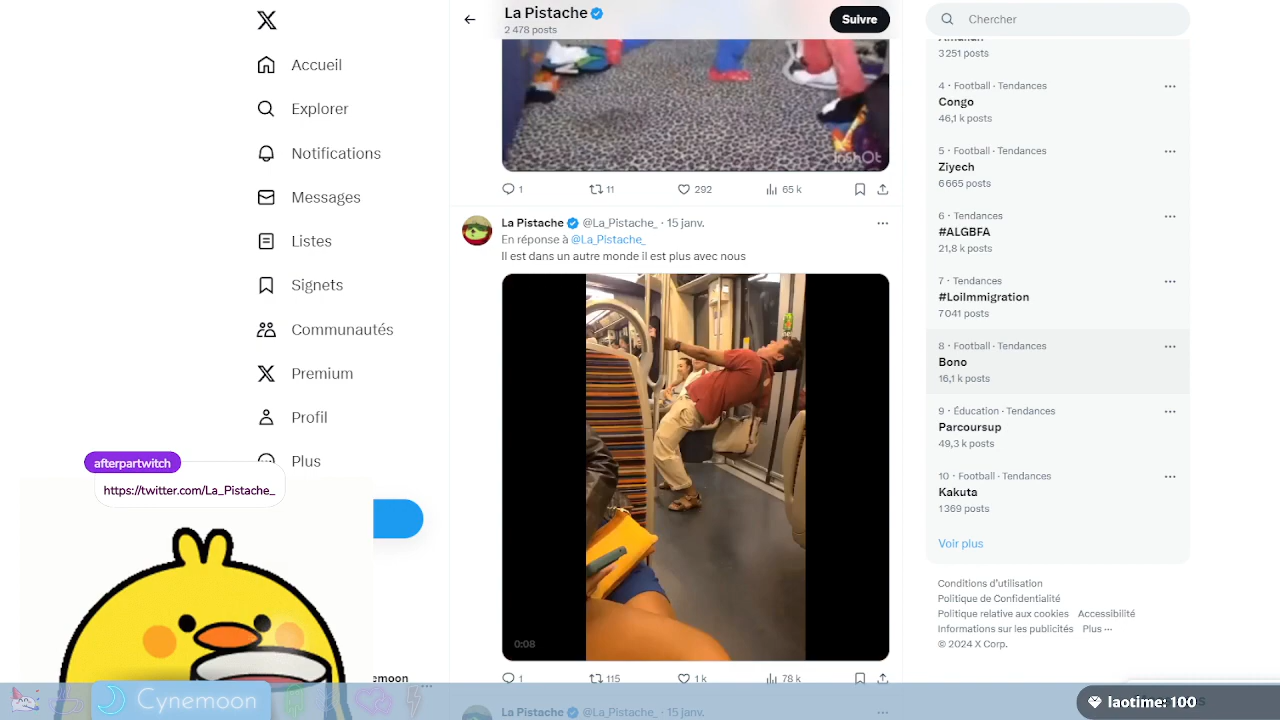 La Pistache
2 478 posts
Suivre
Chercher
Accueil
Explorer
Notifications
Messages
Listes
Signets
Communautés
Premium
Profil
Plus
afterpartwitch
https://twitter.com/La_Pistache_
InShOt
1
11
292
65 k
La Pistache @La_Pistache_ · 15 janv.
En réponse à @La_Pistache_
Il est dans un autre monde il est plus avec nous
0:08
1
115
1 k
78 k
La Pistache @La_Pistache_ · 15 janv.
3 251 posts
4 · Football · Tendances
Congo
46,1 k posts
5 · Football · Tendances
Ziyech
6 665 posts
6 · Tendances
#ALGBFA
21,8 k posts
7 · Tendances
#LoiImmigration
7 041 posts
8 · Football · Tendances
Bono
16,1 k posts
9 · Éducation · Tendances
Parcoursup
49,3 k posts
10 · Football · Tendances
Kakuta
1 369 posts
Voir plus
Conditions d'utilisation
Politique de Confidentialité
Politique relative aux cookies Accessibilité
Informations sur les publicités Plus ···
© 2024 X Corp.
Cynemoon
laotime: 100